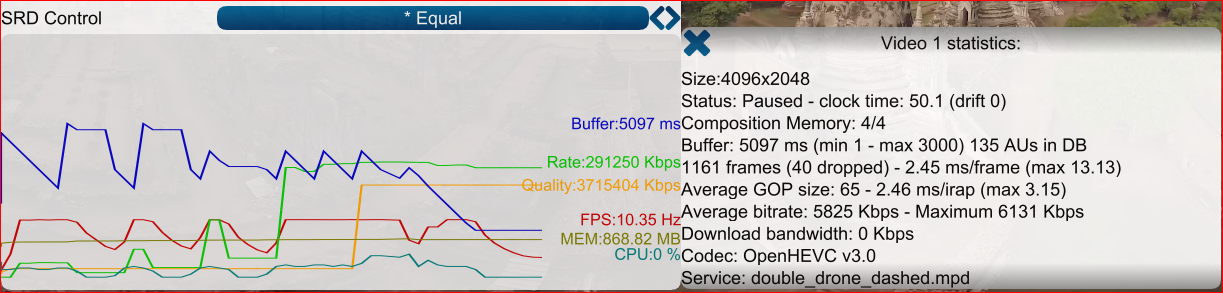 SRD Control
* Equal
Buffer:5097 ms
Rate:291250 Kbps
Quality:3715404 Kbps
FPS:10.35 Hz
MEM:868.82 MB
CPU:0 %
Video 1 statistics:
Size:4096x2048
Status: Paused - clock time: 50.1 (drift 0)
Composition Memory: 4/4
Buffer: 5097 ms (min 1 - max 3000) 135 AUs in DB
1161 frames (40 dropped) - 2.45 ms/frame (max 13.13)
Average GOP size: 65 - 2.46 ms/irap (max 3.15)
Average bitrate: 5825 Kbps - Maximum 6131 Kbps
Download bandwidth: 0 Kbps
Codec: OpenHEVC v3.0
Service: double_drone_dashed.mpd